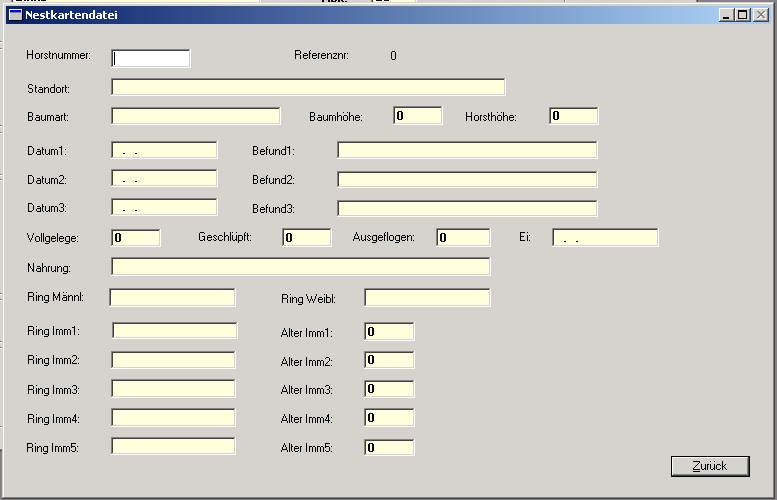 Nestkartendatei
Horstnummer: Referenznr: 0
Standort:
Baumart: Baumhöhe: 0 Horsthöhe: 0
Datum1: . . Befund1:
Datum2: . . Befund2:
Datum3: . . Befund3:
Vollgelege: 0 Geschlüpft: 0 Ausgeflogen: 0 Ei: . .
Nahrung:
Ring Männl: Ring Weibl:
Ring Imm1: Alter Imm1: 0
Ring Imm2: Alter Imm2: 0
Ring Imm3: Alter Imm3: 0
Ring Imm4: Alter Imm4: 0
Ring Imm5: Alter Imm5: 0
Zurück